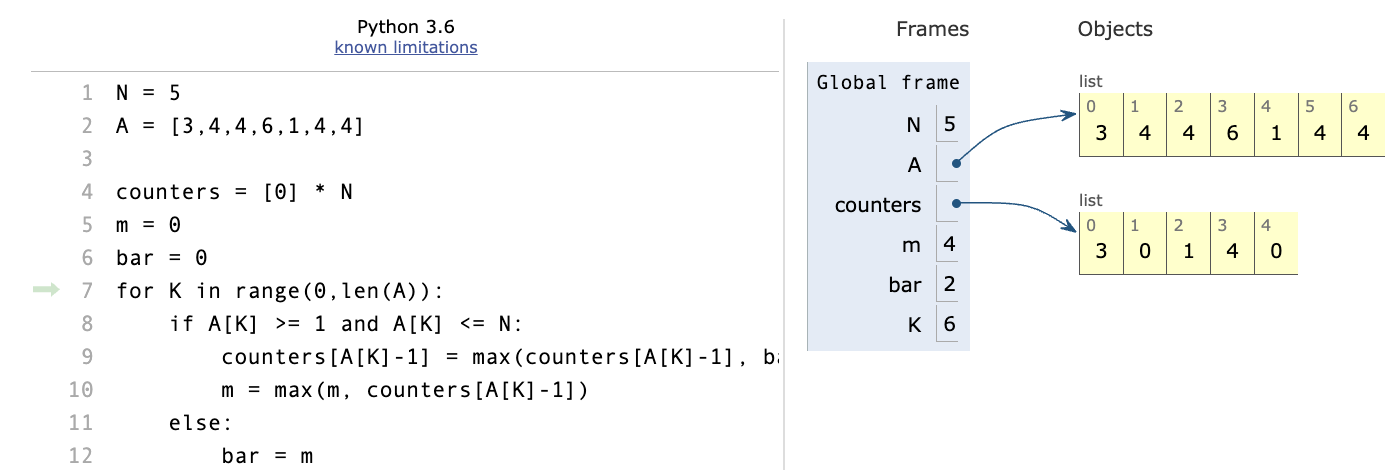 Python 3.6
known limitations
1 N = 5
2 A = [3,4,4,6,1,4,4]
3
4 counters = [0] * N
5 m = 0
6 bar = 0
7 for K in range(0,len(A)):
8 if A[K] >= 1 and A[K] <= N:
9 counters[A[K]-1] = max(counters[A[K]-1],
10 m = max(m, counters[A[K]-1])
11 else:
12 bar = m
Frames
Objects
Global frame
N 5
A
counters
m 4
bar 2
K 6
list
0 1 2 3 4 5 6
3 4 4 6 1 4 4
list
0 1 2 3 4
3 0 1 4 0